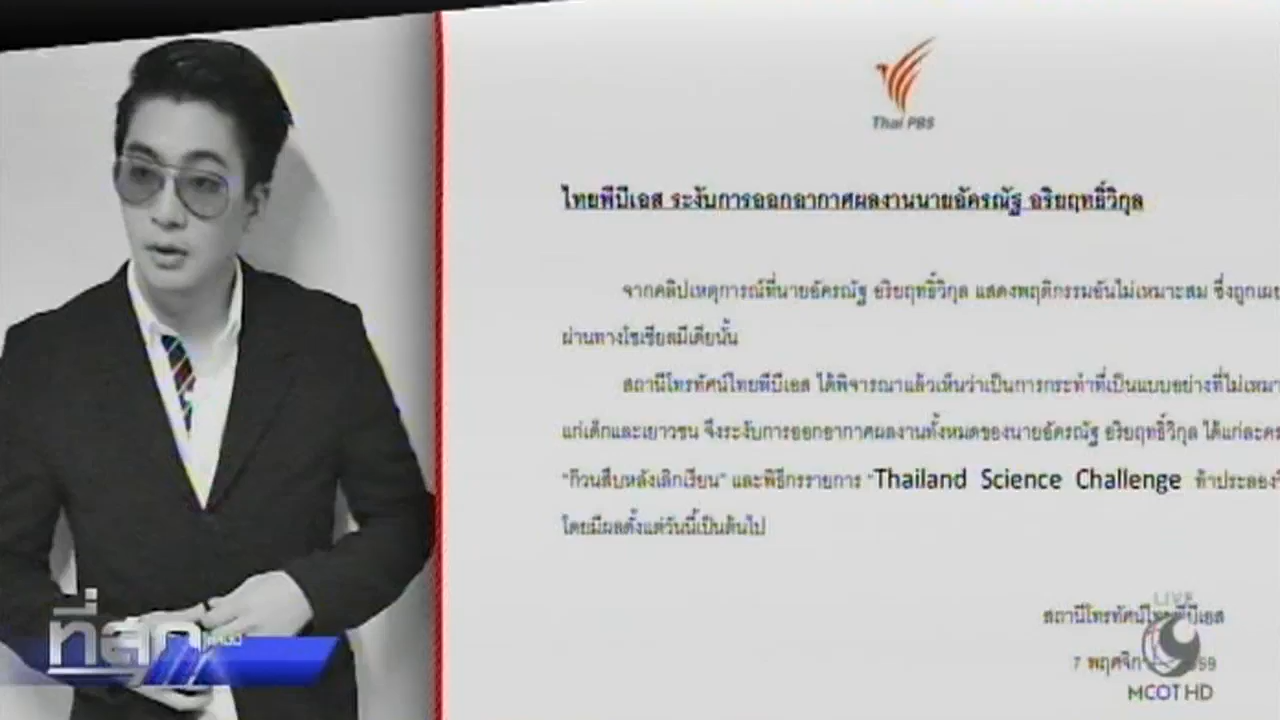 Thai PBS
ไทยพีบีเอส ระงับการออกอากาศผลงานนายอัครณัฐ อริยฤทธิ์วิกุล
จากคลิปเหตุการณ์ที่นายอัครณัฐ อริยฤทธิ์วิกุล แสดงพฤติกรรมอันไม่เหมาะสม ซึ่งถูกเผย
ผ่านทางโซเชียลมีเดียนั้น
สถานีโทรทัศน์ไทยพีบีเอส ได้พิจารณาแล้วเห็นว่าเป็นการกระทำที่เป็นแบบอย่างที่ไม่เหมา
แก่เด็กและเยาวชน จึงระงับการออกอากาศผลงานทั้งหมดของนายอัครณัฐ อริยฤทธิ์วิกุล ได้แก่ละคร
"ก๊วนสืบหลังเลิกเรียน" และพิธีกรรายการ "Thailand Science Challenge ท้าประลอง
โดยมีผลตั้งแต่วันนี้เป็นต้นไป
สถานีโทรทัศน์ไทยพีบีเอส
7
ที่สุด
LIVE
MCOT HD